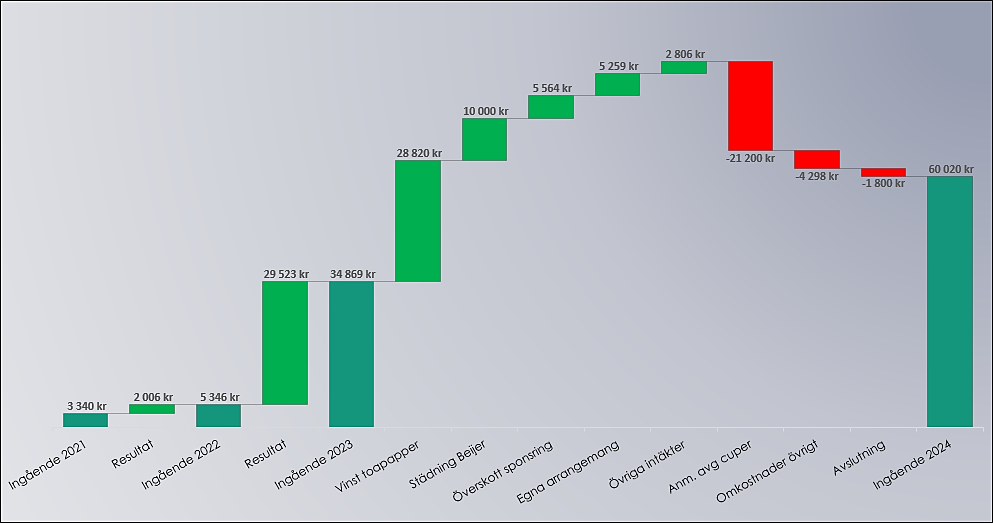 3 340 kr
2 006 kr
5 346 kr
29 523 kr
34 869 kr
28 820 kr
10 000 kr
5 564 kr
5 259 kr
2 806 kr
-21 200 kr
-4 298 kr
-1 800 kr
60 020 kr
Ingående 2021
Resultat
Ingående 2022
Resultat
Ingående 2023
Vinst toapapper
Städning Beijer
Överskott sponsring
Egna arrangemang
Övriga intäkter
Anm. avg cuper
Omkostnader övrigt
Avslutning
Ingående 2024